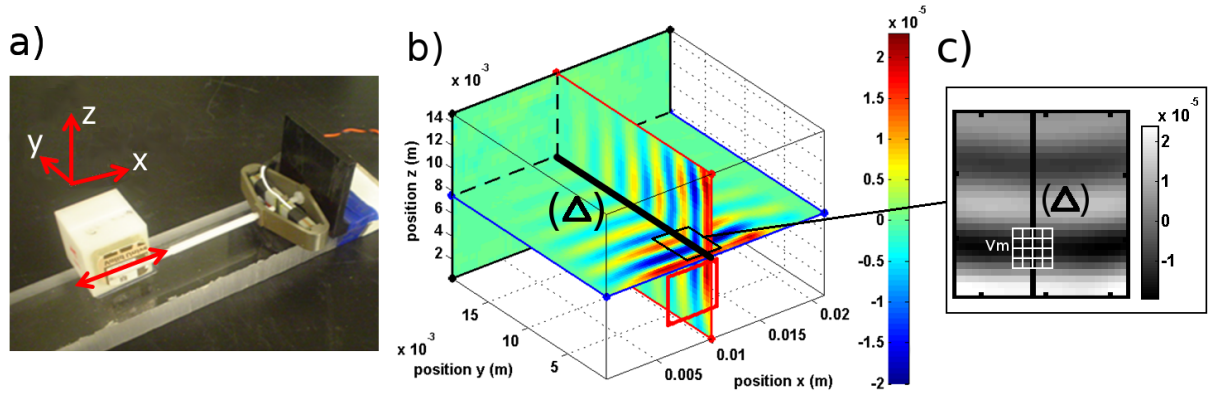 a)
z
y
x
b)
x 10⁻³
14
12
10
8
6
4
2
position z (m)
(Δ)
15
10
5
x 10⁻³
position y (m)
0.005
0.01
0.015
0.02
position x (m)
x 10⁻⁵
2
1.5
1
0.5
0
-0.5
-1
-1.5
-2
c)
(Δ)
Vm
x 10⁻⁵
2
1
0
-1